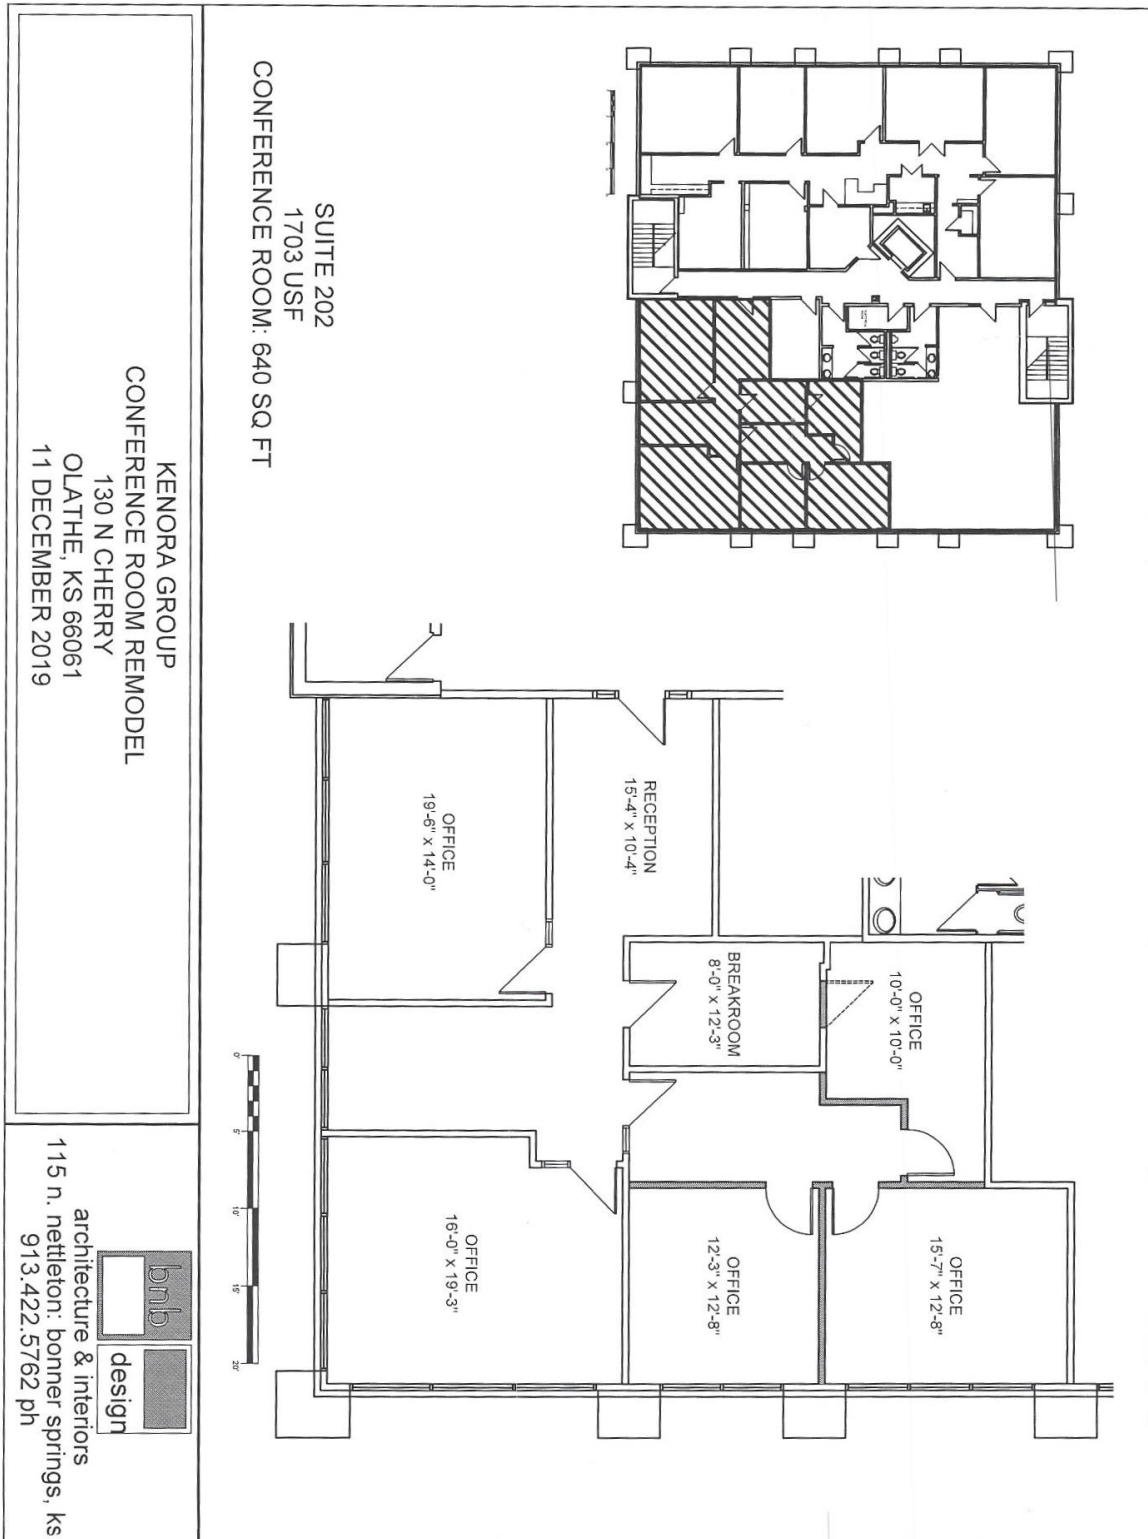 SUITE 202
1703 USF
CONFERENCE ROOM: 640 SQ FT
RECEPTION
15'-4" x 10'-4"
OFFICE
19'-6" x 14'-0"
BREAKROOM
8'-0" x 12'-3"
OFFICE
10'-0" x 10'-0"
OFFICE
15'-7" x 12'-8"
OFFICE
12'-3" x 12'-8"
OFFICE
16'-0" x 19'-3"
0' 5' 10' 15' 20'
KENORA GROUP
CONFERENCE ROOM REMODEL
130 N CHERRY
OLATHE, KS 66061
11 DECEMBER 2019
bnb
design
architecture & interiors
115 n. nettleton: bonner springs, ks
913.422.5762 ph